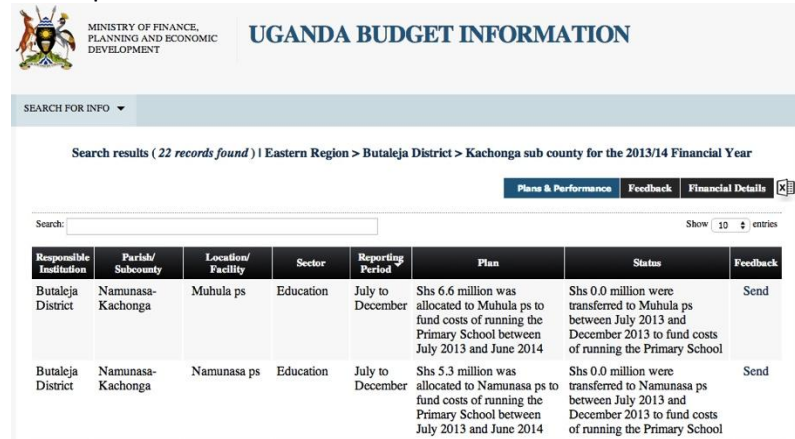 MINISTRY OF FINANCE,
PLANNING AND ECONOMIC
DEVELOPMENT
UGANDA BUDGET INFORMATION
SEARCH FOR INFO
Search results ( 22 records found ) | Eastern Region > Butaleja District > Kachonga sub county for the 2013/14 Financial Year
Plans & Performance Feedback Financial Details
Search: Show 10 entries
Responsible Institution Parish/ Subcounty Location/ Facility Sector Reporting Period Plan Status Feedback
Butaleja Namunasa- Muhula ps Education July to Shs 6.6 million was Shs 0.0 million were Send
District Kachonga December allocated to Muhula ps to transferred to Muhula ps
fund costs of running the between July 2013 and
Primary School between December 2013 to fund costs
July 2013 and June 2014 of running the Primary School
Butaleja Namunasa- Namunasa ps Education July to Shs 5.3 million was Shs 0.0 million were Send
District Kachonga December allocated to Namunasa ps to transferred to Namunasa ps
fund costs of running the between July 2013 and
Primary School between December 2013 to fund costs
July 2013 and June 2014 of running the Primary School